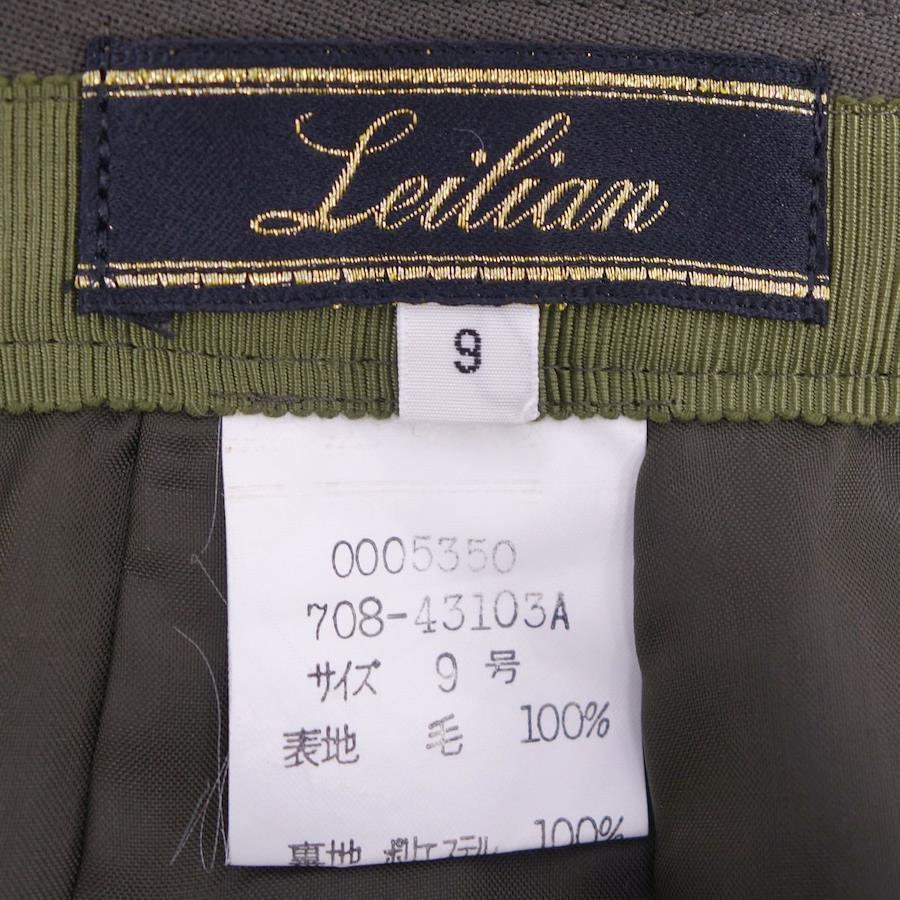 Leilian
9
0005350
708-43103A
サイズ 9 号
表地 毛 100%
裏地 ポリエステル 100%